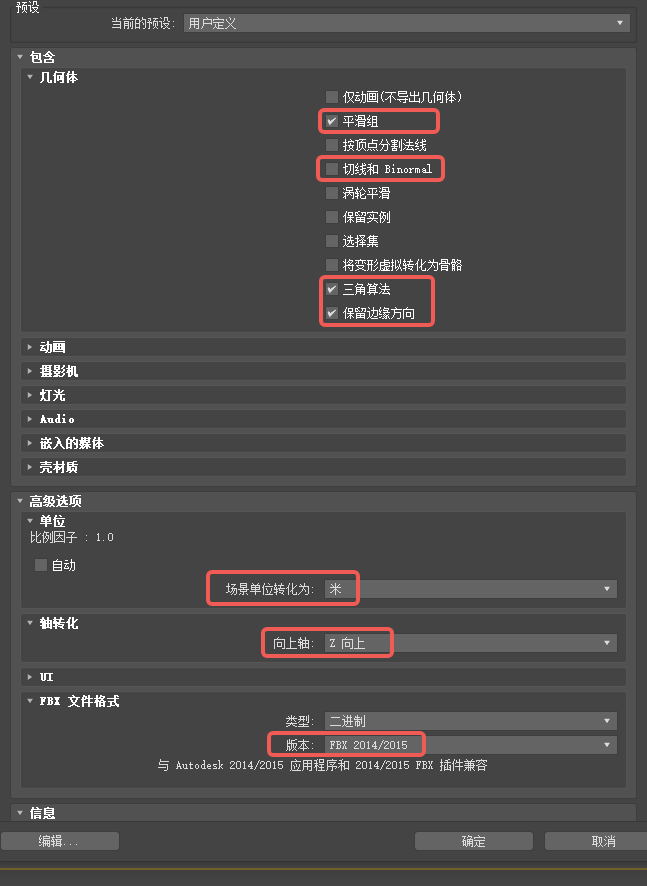 预设
当前的预设: 用户定义
包含
几何体
仅动画(不导出几何体)
平滑组
按顶点分割法线
切线和 Binormal
涡轮平滑
保留实例
选择集
将变形虚拟转化为骨骼
三角算法
保留边缘方向
动画
摄影机
灯光
Audio
嵌入的媒体
壳材质
高级选项
单位
比例因子 : 1.0
自动
场景单位转化为: 米
轴转化
向上轴: Z 向上
UI
FBX 文件格式
类型: 二进制
版本: FBX 2014/2015
与 Autodesk 2014/2015 应用程序和 2014/2015 FBX 插件兼容
信息
编辑... 确定 取消